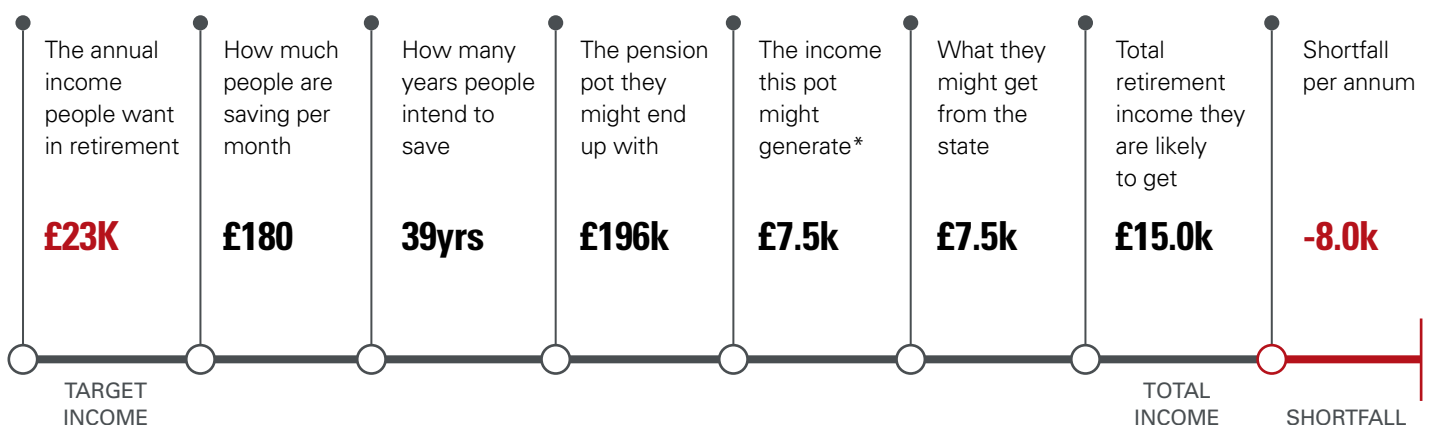 The annual
income
people want
in retirement
£23K
How much
people are
saving per
month
£180
How many
years people
intend to
save
39yrs
The pension
pot they
might end
up with
£196k
The income
this pot
might
generate*
£7.5k
What they
might get
from the
state
£7.5k
Total
retirement
income they
are likely
to get
£15.0k
Shortfall
per annum
-8.0k
TARGET
INCOME
TOTAL
INCOME
SHORTFALL